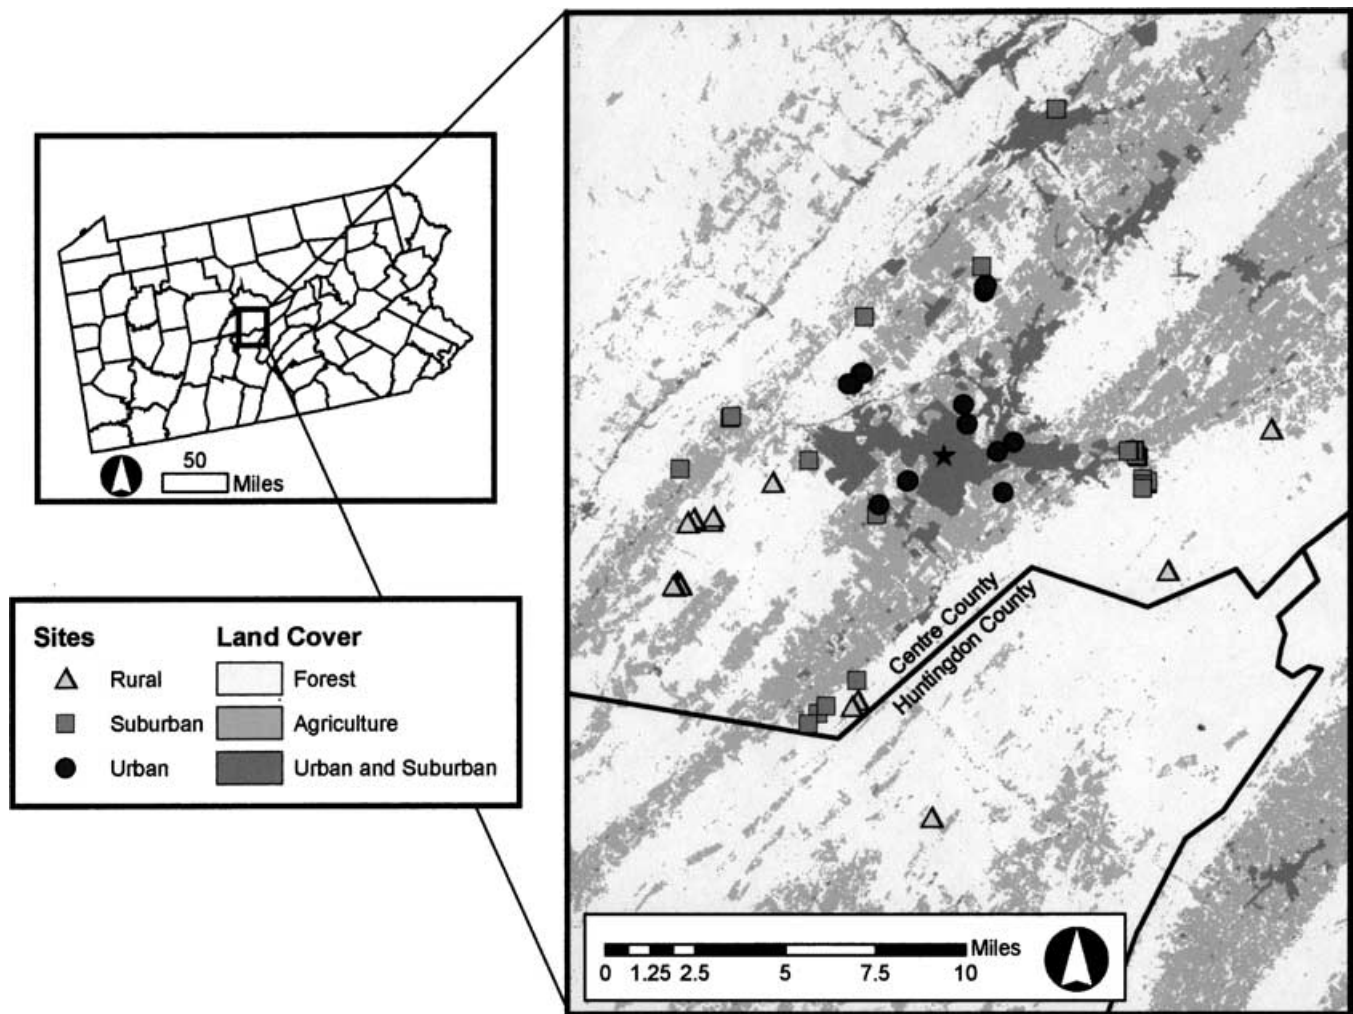 50
Miles
Sites
Land Cover
Rural
Forest
Suburban
Agriculture
Urban
Urban and Suburban
Centre County
Huntingdon County
Miles
0 1.25 2.5 5 7.5 10